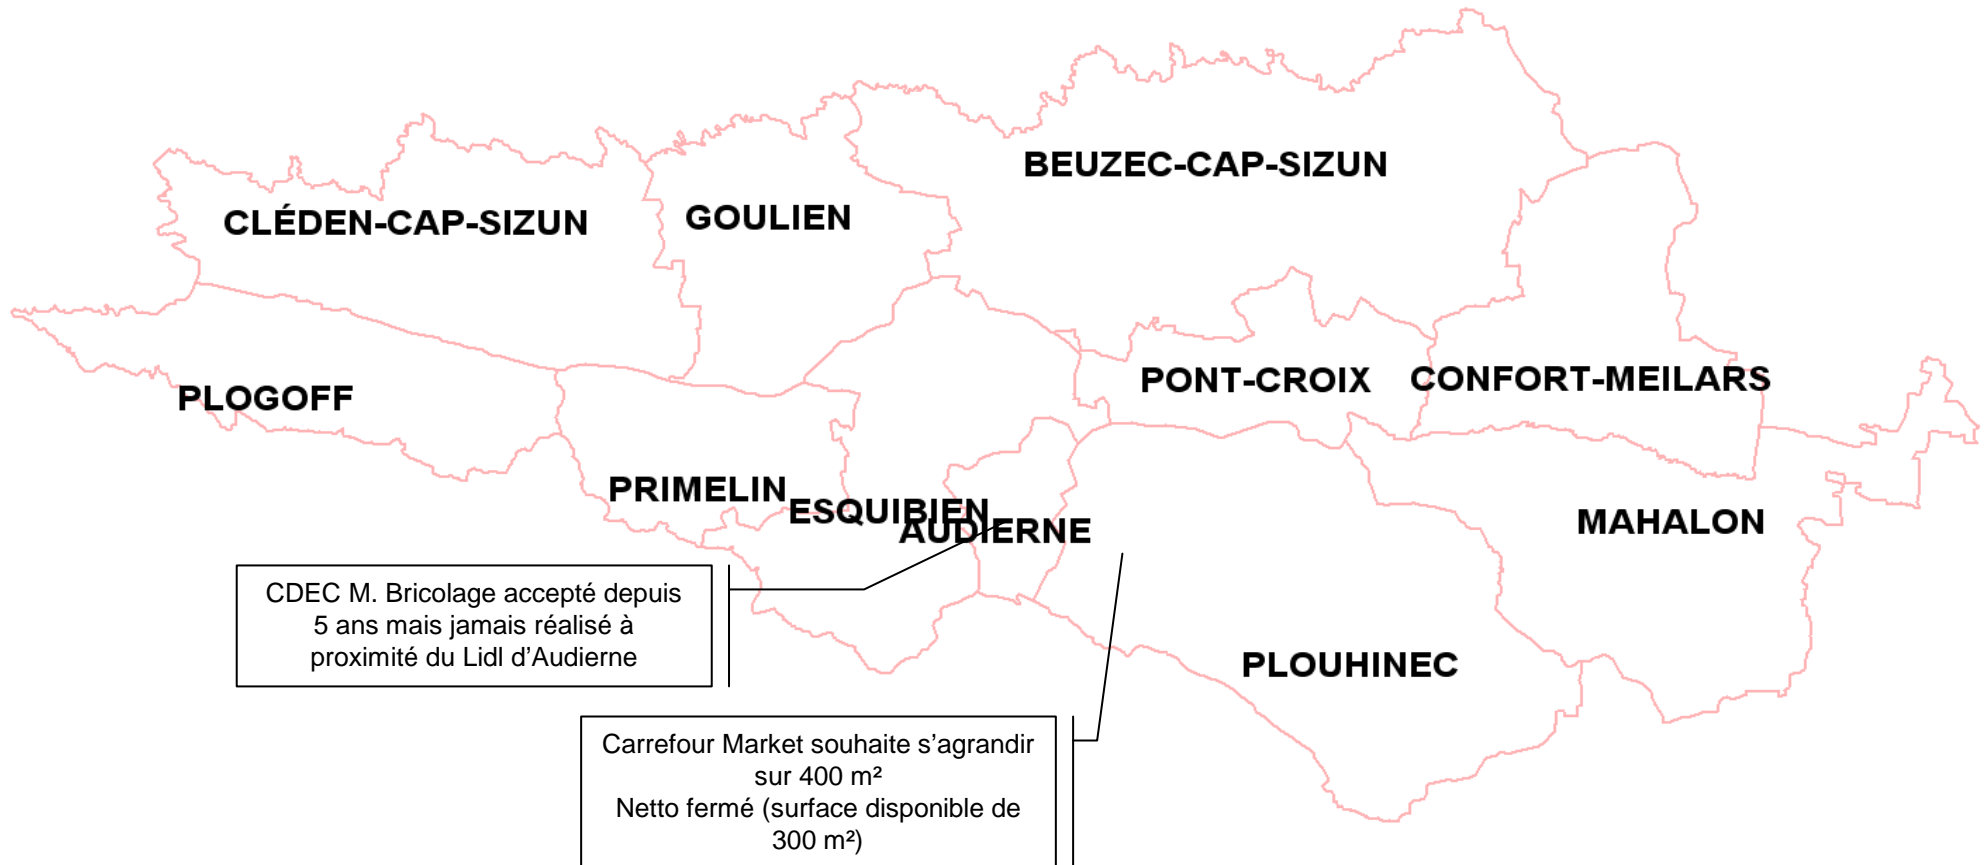 BEUZEC-CAP-SIZUN
CLÉDEN-CAP-SIZUN
GOULIEN
PLOGOFF
PONT-CROIX
CONFORT-MEILARS
PRIMELIN
ESQUIBIEN
AUDIERNE
MAHALON
PLOUHINEC
CDEC M. Bricolage accepté depuis
5 ans mais jamais réalisé à
proximité du Lidl d’Audierne
Carrefour Market souhaite s’agrandir
sur 400 m²
Netto fermé (surface disponible de
300 m²)